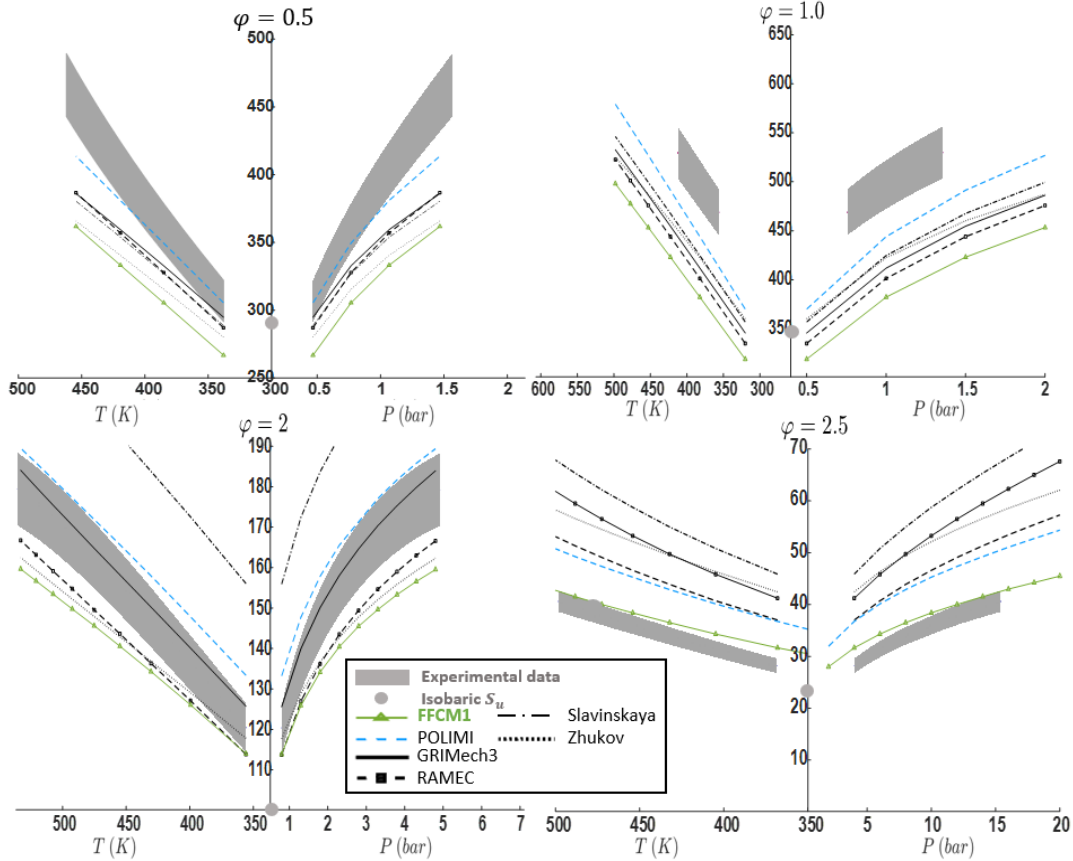 φ = 0.5
500
450
400
350
300
250
500 450 400 350 300 0.5 1 1.5 2
T (K) P (bar)
φ = 1.0
650
600
550
500
450
400
350
600 550 500 450 400 350 300 0.5 1 1.5 2
T (K) P (bar)
φ = 2
190
180
170
160
150
140
130
120
110
500 450 400 350 1 2 3 4 5 6 7
T (K) P (bar)
φ = 2.5
70
60
50
40
30
20
10
500 450 400 350 5 10 15 20
T (K) P (bar)
Experimental data
Isobaric Sᵤ
FFCM1
POLIMI
GRIMech3
RAMEC
Slavinskaya
Zhukov